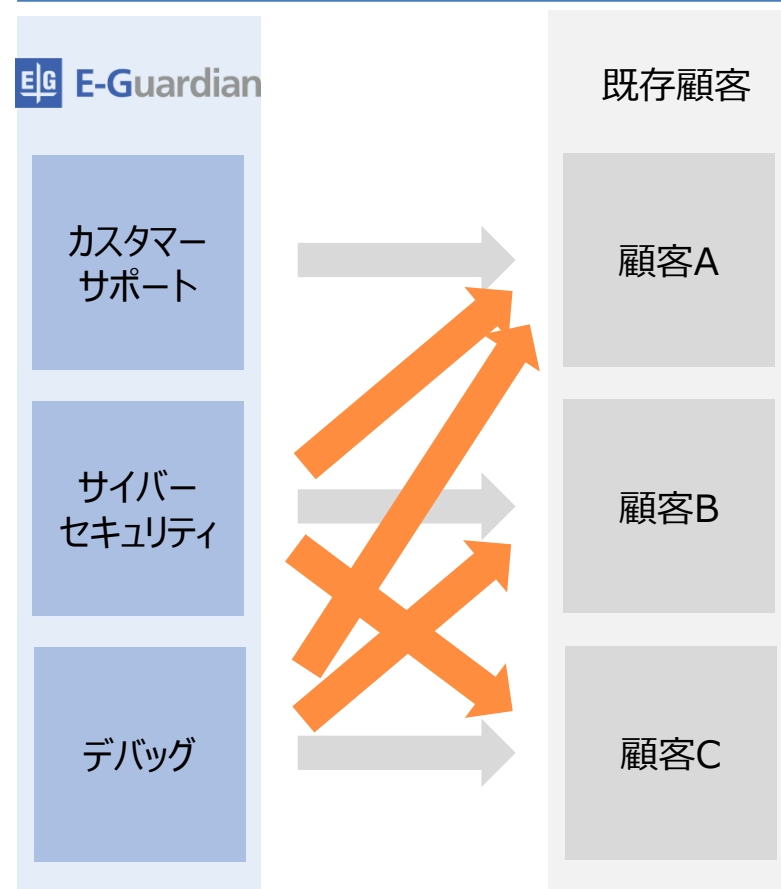 EG E-Guardian
既存顧客
カスタマー
サポート
顧客A
サイバー
セキュリティ
顧客B
デバッグ
顧客C